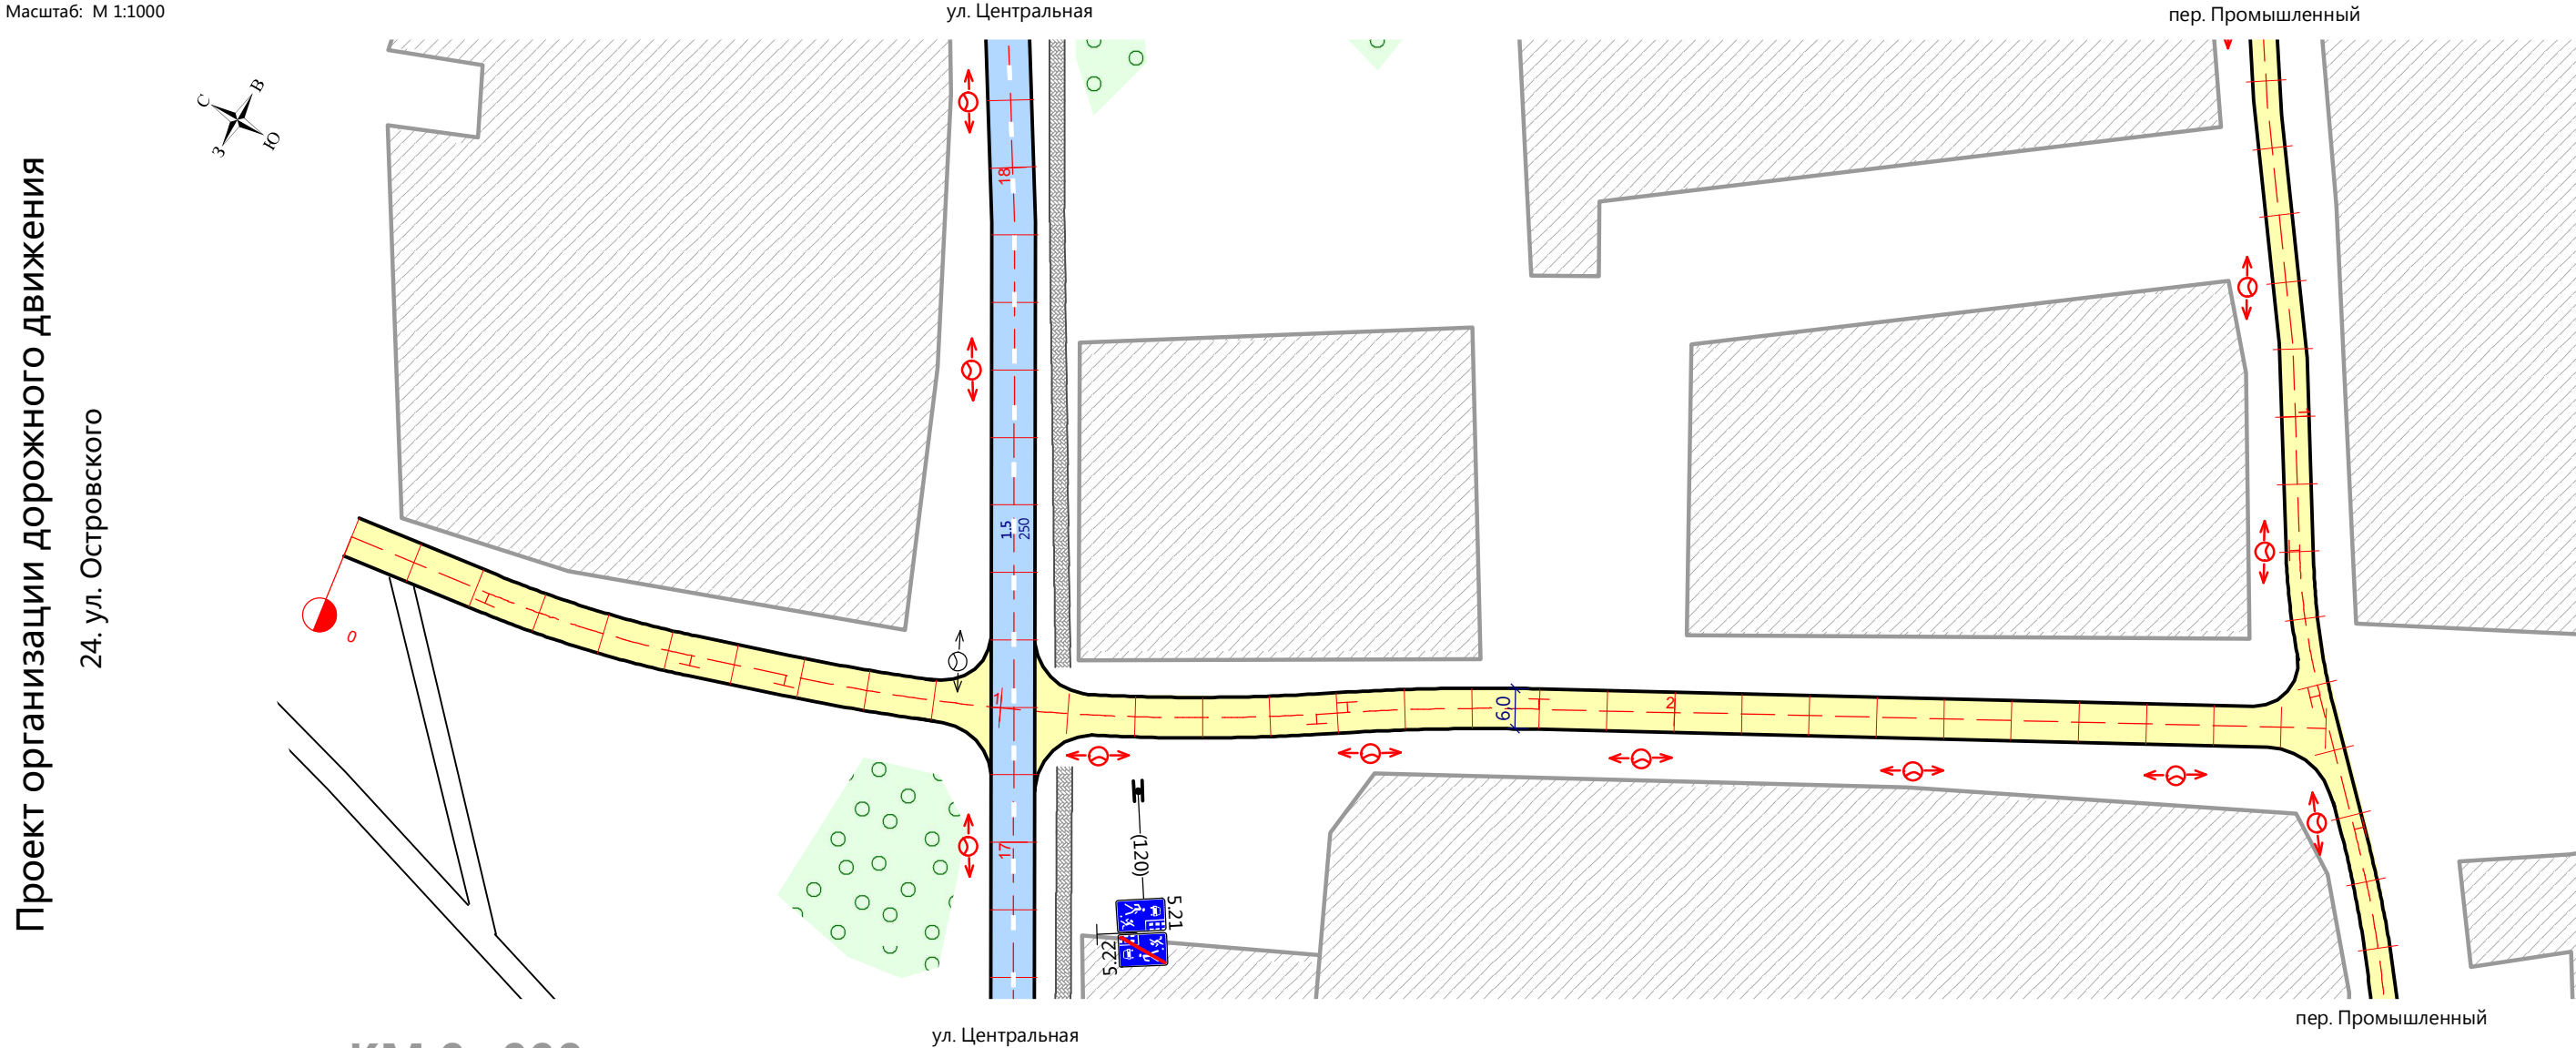 Масштаб: М 1:1000
ул. Центральная
пер. Промышленный
Проект организации дорожного движения
24. ул. Островского
С
В
З
Ю
18
1.5
250
0
1
6,0
2
17
(120)
5.21
5.22
ул. Центральная
пер. Промышленный